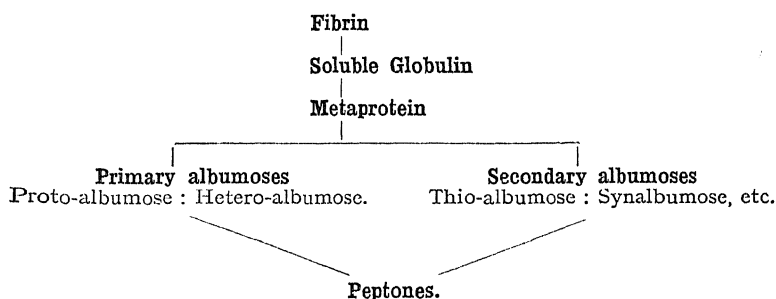 Fibrin
Soluble Globulin
Metaprotein
Primary albumoses
Proto-albumose : Hetero-albumose.
Secondary albumoses
Thio-albumose : Synalbumose, etc.
Peptones.